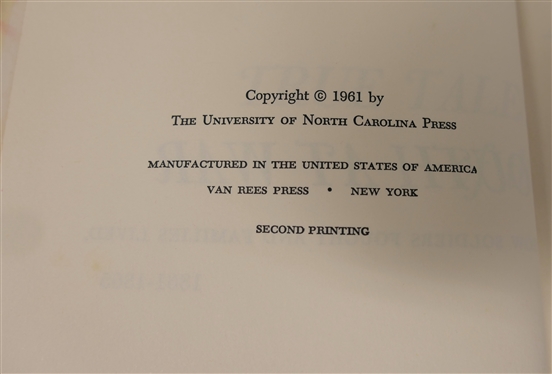 Copyright © 1961 by
THE UNIVERSITY OF NORTH CAROLINA PRESS
MANUFACTURED IN THE UNITED STATES OF AMERICA
VAN REES PRESS • NEW YORK
SECOND PRINTING